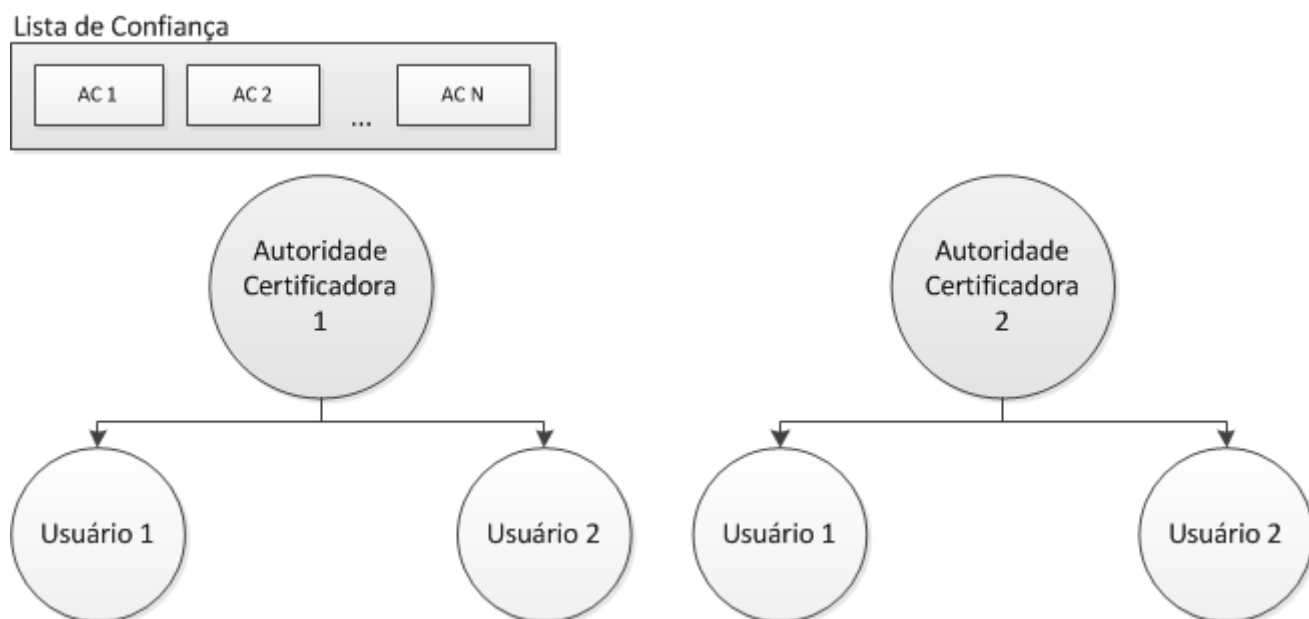 Lista de Confiança
AC 1
AC 2
...
AC N
Autoridade
Certificadora
1
Autoridade
Certificadora
2
Usuário 1
Usuário 2
Usuário 1
Usuário 2